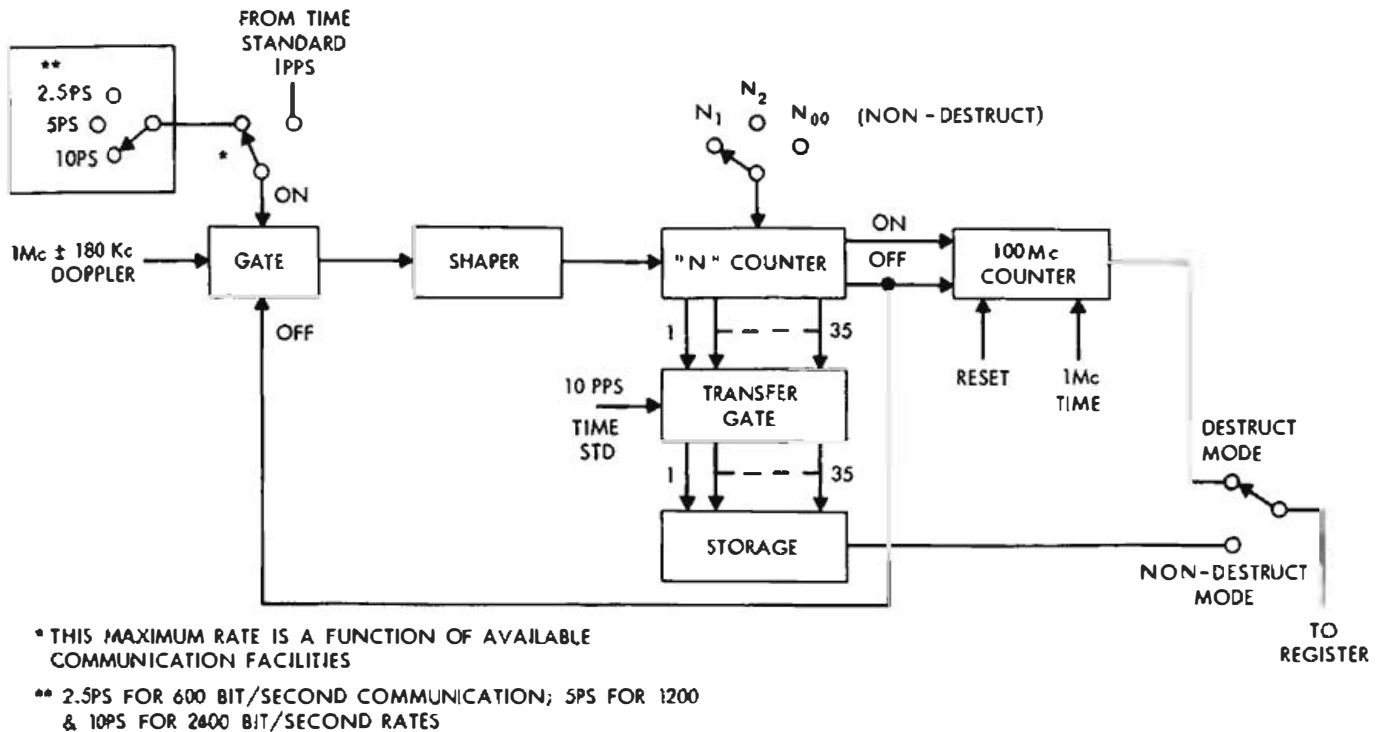 FROM TIME
STANDARD
1PPS
**
2.5PS
5PS
10PS
*
ON
N1
N2
N00 (NON - DESTRUCT)
1Mc ± 180 Kc
DOPPLER
GATE
SHAPER
"N" COUNTER
ON
OFF
100Mc
COUNTER
OFF
1
35
RESET
1Mc
TIME
10 PPS
TIME
STD
TRANSFER
GATE
1
35
DESTRUCT
MODE
STORAGE
NON-DESTRUCT
MODE
TO
REGISTER
* THIS MAXIMUM RATE IS A FUNCTION OF AVAILABLE
COMMUNICATION FACILITIES
** 2.5PS FOR 600 BIT/SECOND COMMUNICATION; 5PS FOR 1200
& 10PS FOR 2400 BIT/SECOND RATES